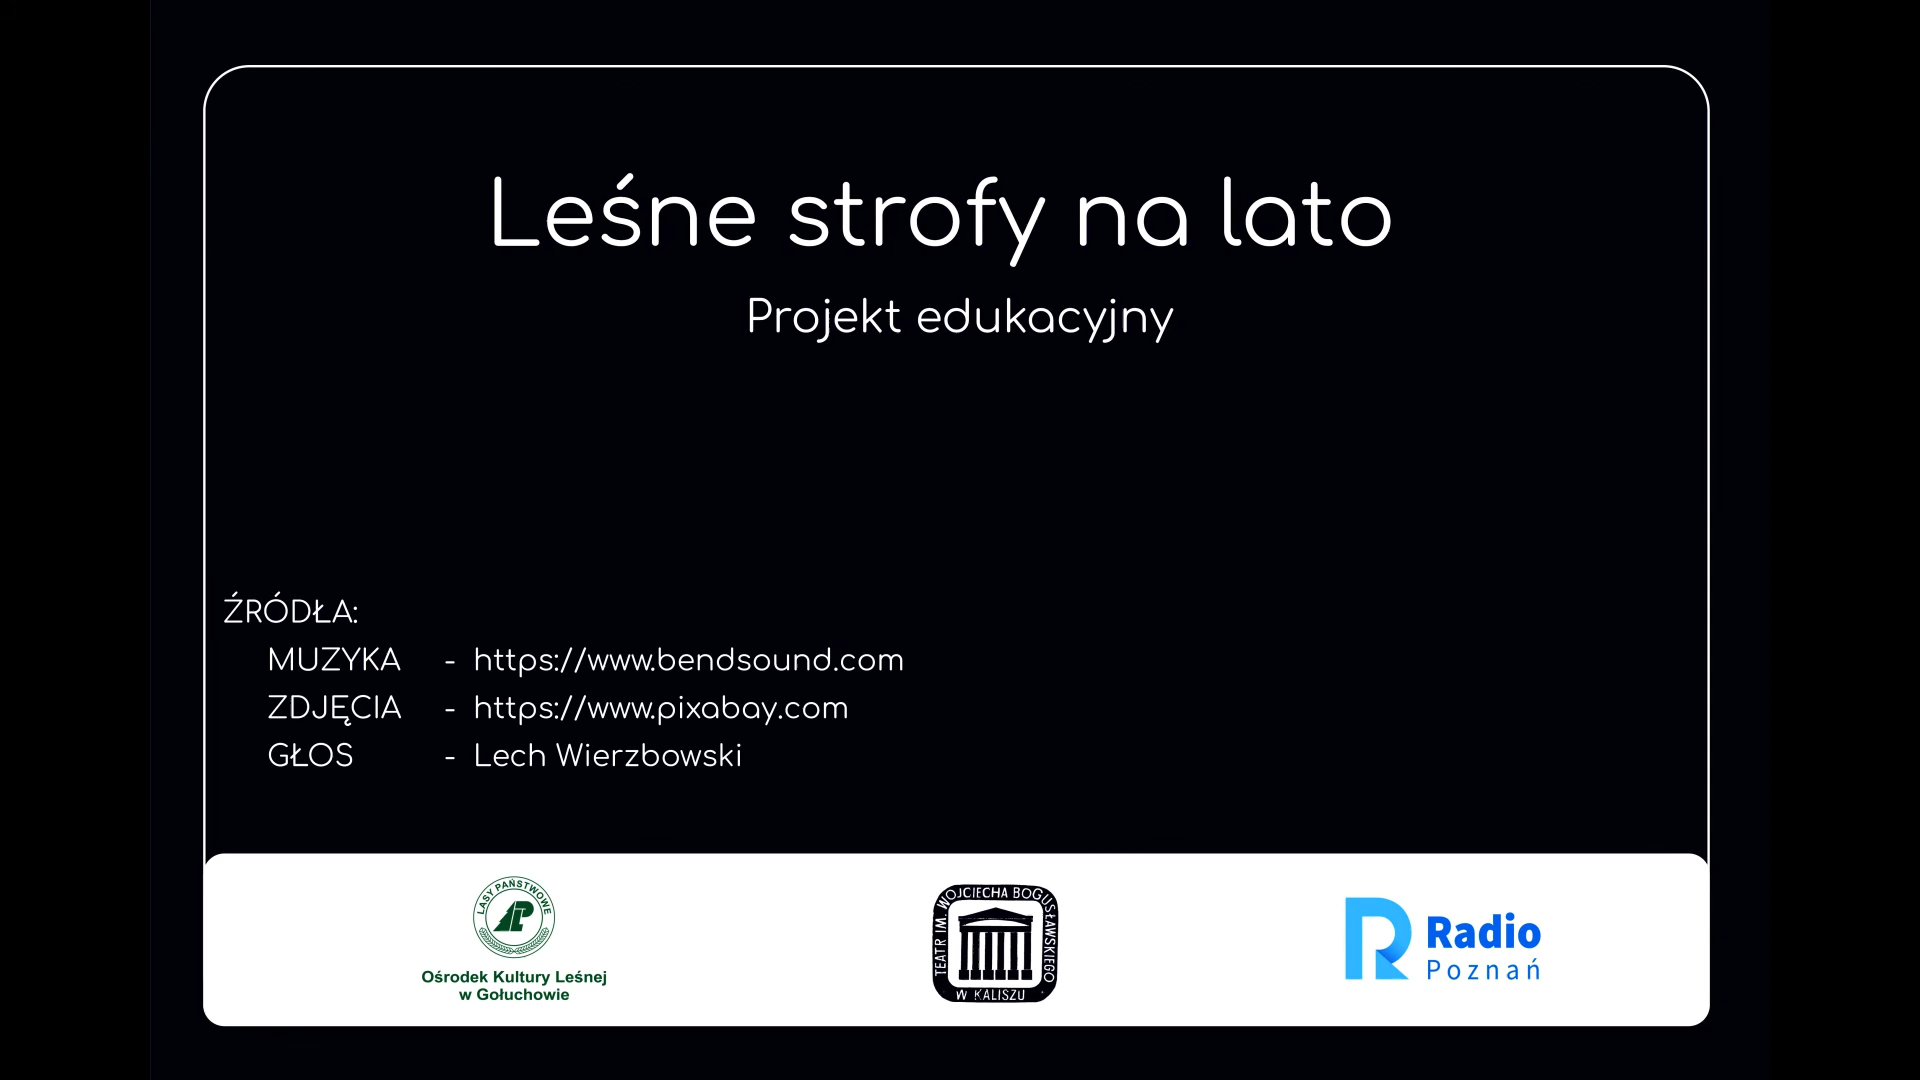 Leśne strofy na lato
Projekt edukacyjny
ŹRÓDŁA:
MUZYKA - https://www.bendsound.com
ZDJĘCIA - https://www.pixabay.com
GŁOS - Lech Wierzbowski
LASY PAŃSTWOWE
LP
Ośrodek Kultury Leśnej
w Gołuchowie
TEATR IM. WOJCIECHA BOGUSŁAWSKIEGO
W KALISZU
Radio
Poznań